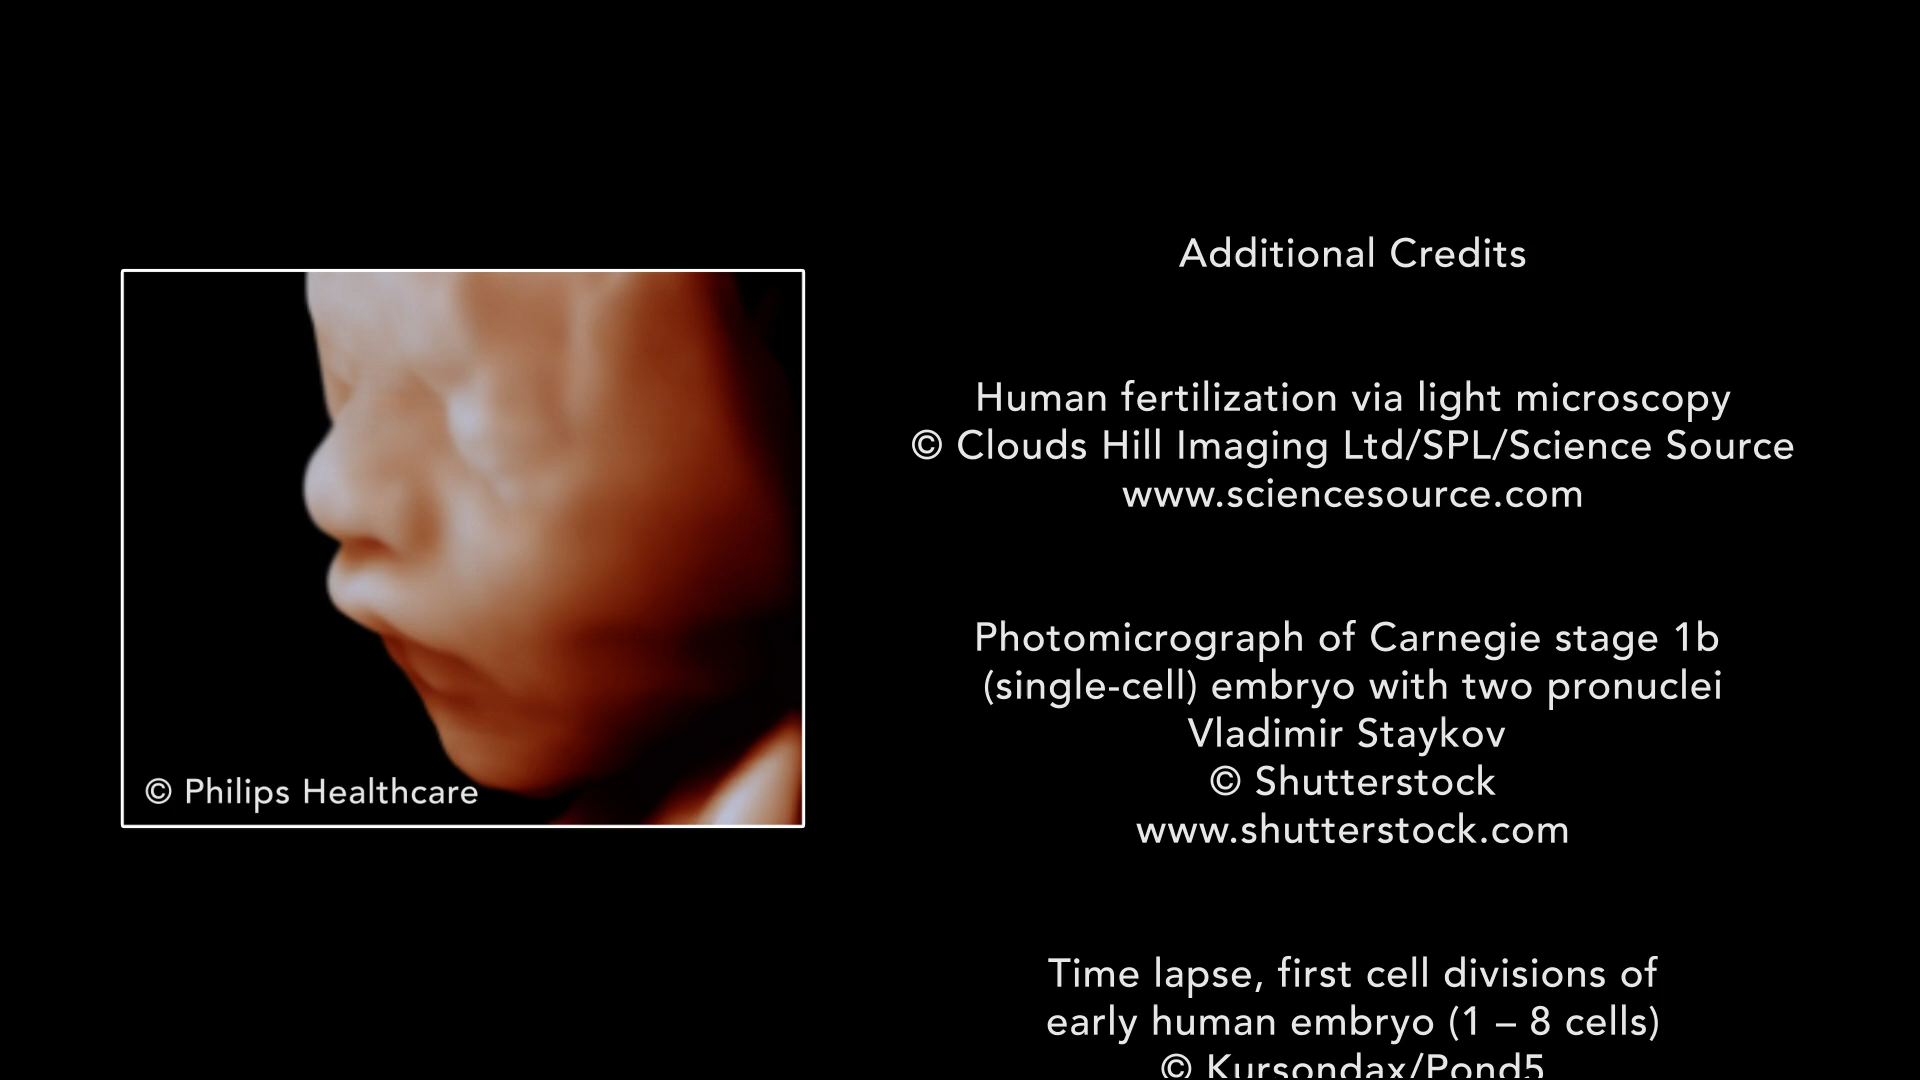 Additional Credits
Human fertilization via light microscopy
© Clouds Hill Imaging Ltd/SPL/Science Source
www.sciencesource.com
Photomicrograph of Carnegie stage 1b
(single-cell) embryo with two pronuclei
Vladimir Staykov
© Shutterstock
www.shutterstock.com
Time lapse, first cell divisions of
early human embryo (1 – 8 cells)
© Kursondax/Pond5
© Philips Healthcare